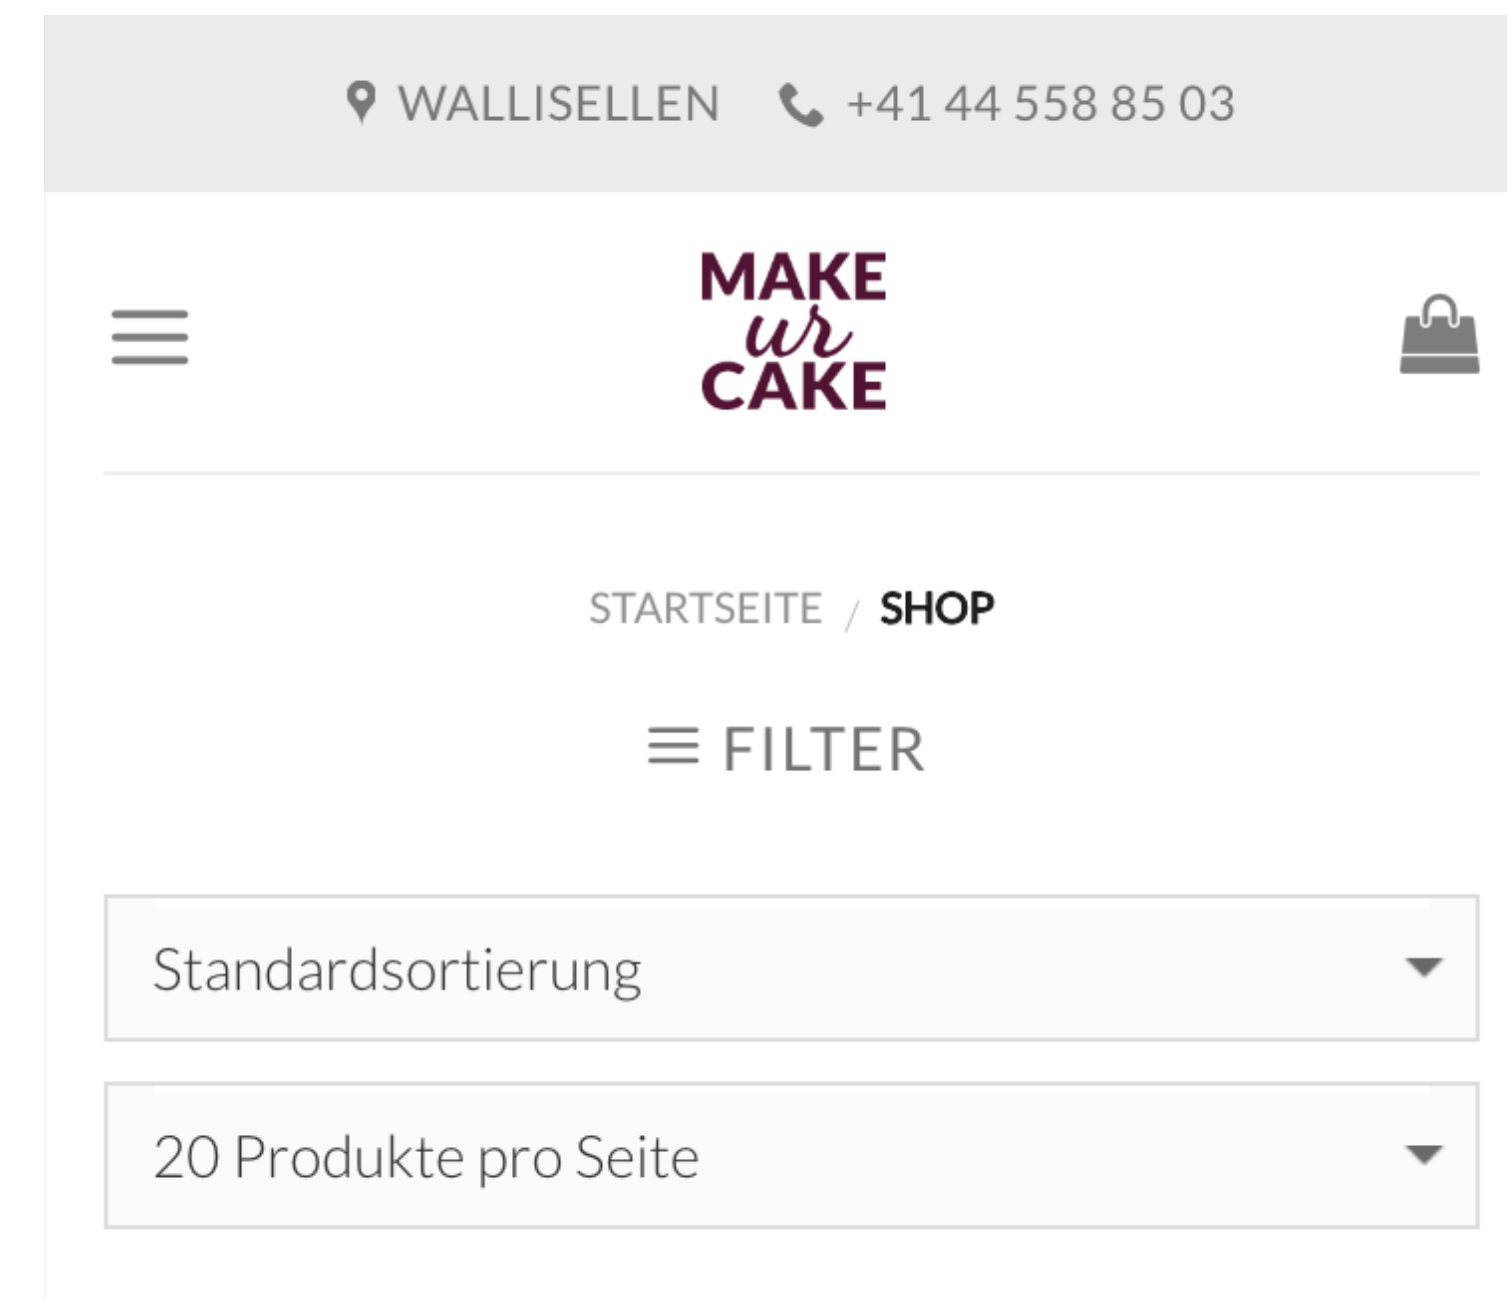 WALLISELLEN +41 44 558 85 03
MAKE
ur
CAKE
STARTSEITE / SHOP
FILTER
Standardsortierung
20 Produkte pro Seite